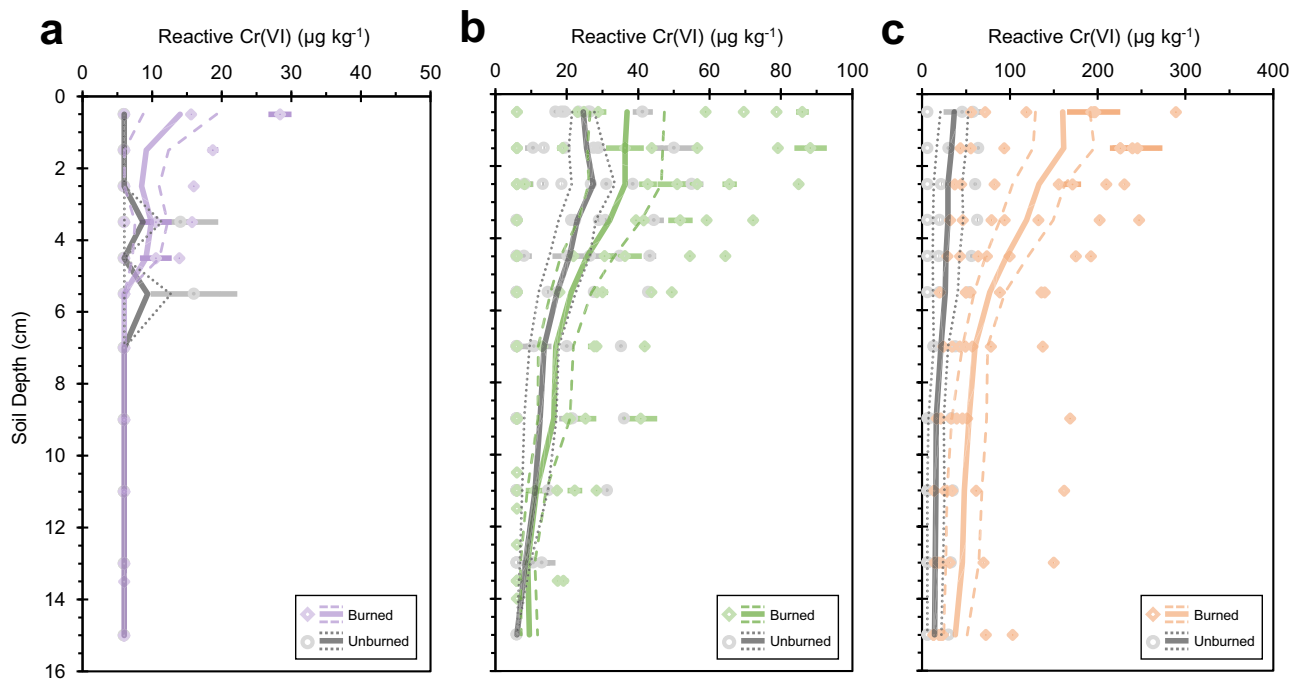 a
Reactive Cr(VI) (µg kg⁻¹)
0 10 20 30 40 50
0
2
4
6
8
10
12
14
16
Soil Depth (cm)
Burned
Unburned
b
Reactive Cr(VI) (µg kg⁻¹)
0 20 40 60 80 100
Burned
Unburned
c
Reactive Cr(VI) (µg kg⁻¹)
0 100 200 300 400
Burned
Unburned